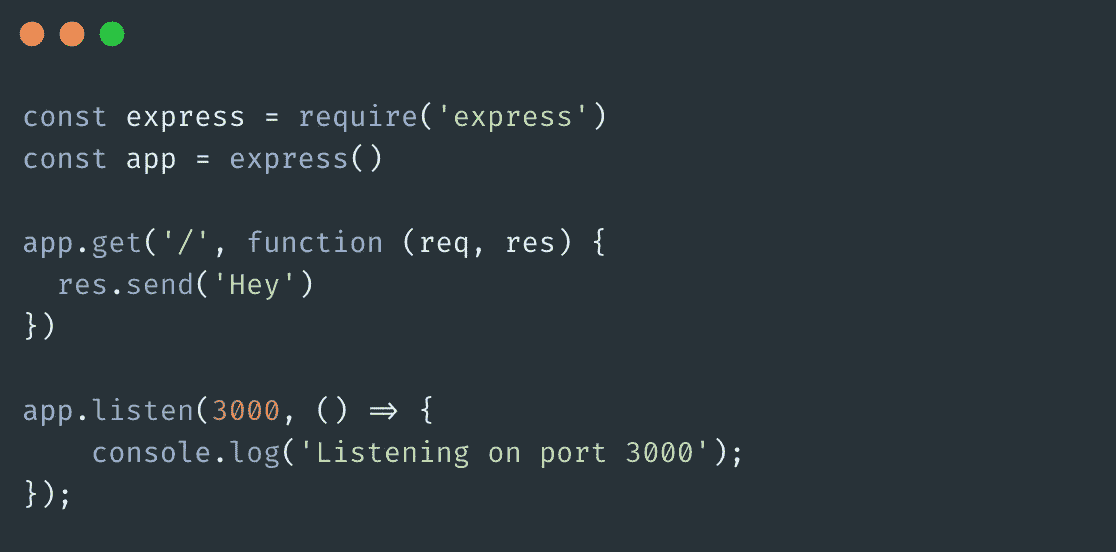 const express = require('express')
const app = express()

app.get('/', function (req, res) {
  res.send('Hey')
})

app.listen(3000, () => {
    console.log('Listening on port 3000');
});